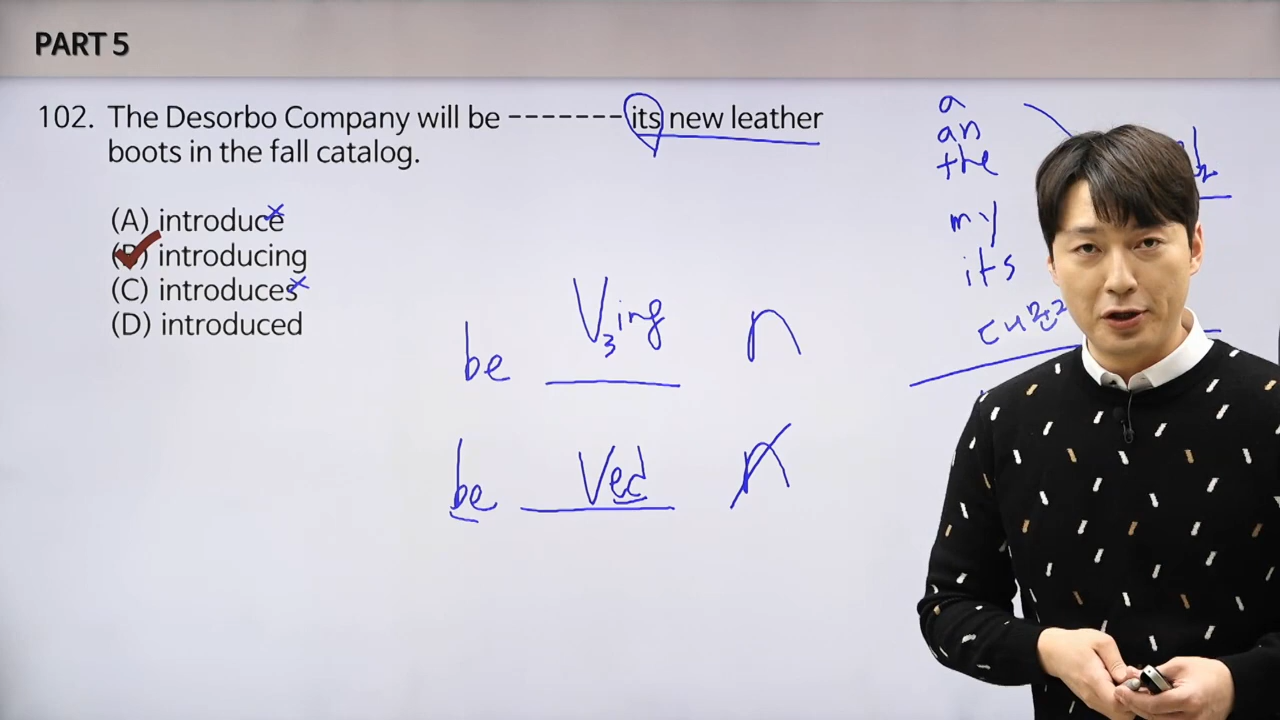 PART 5
102. The Desorbo Company will be ------- its new leather
boots in the fall catalog.
(A) introduce
(B) introducing
(C) introduces
(D) introduced
be V3ing n
be Ved n
a
an
the
my
its